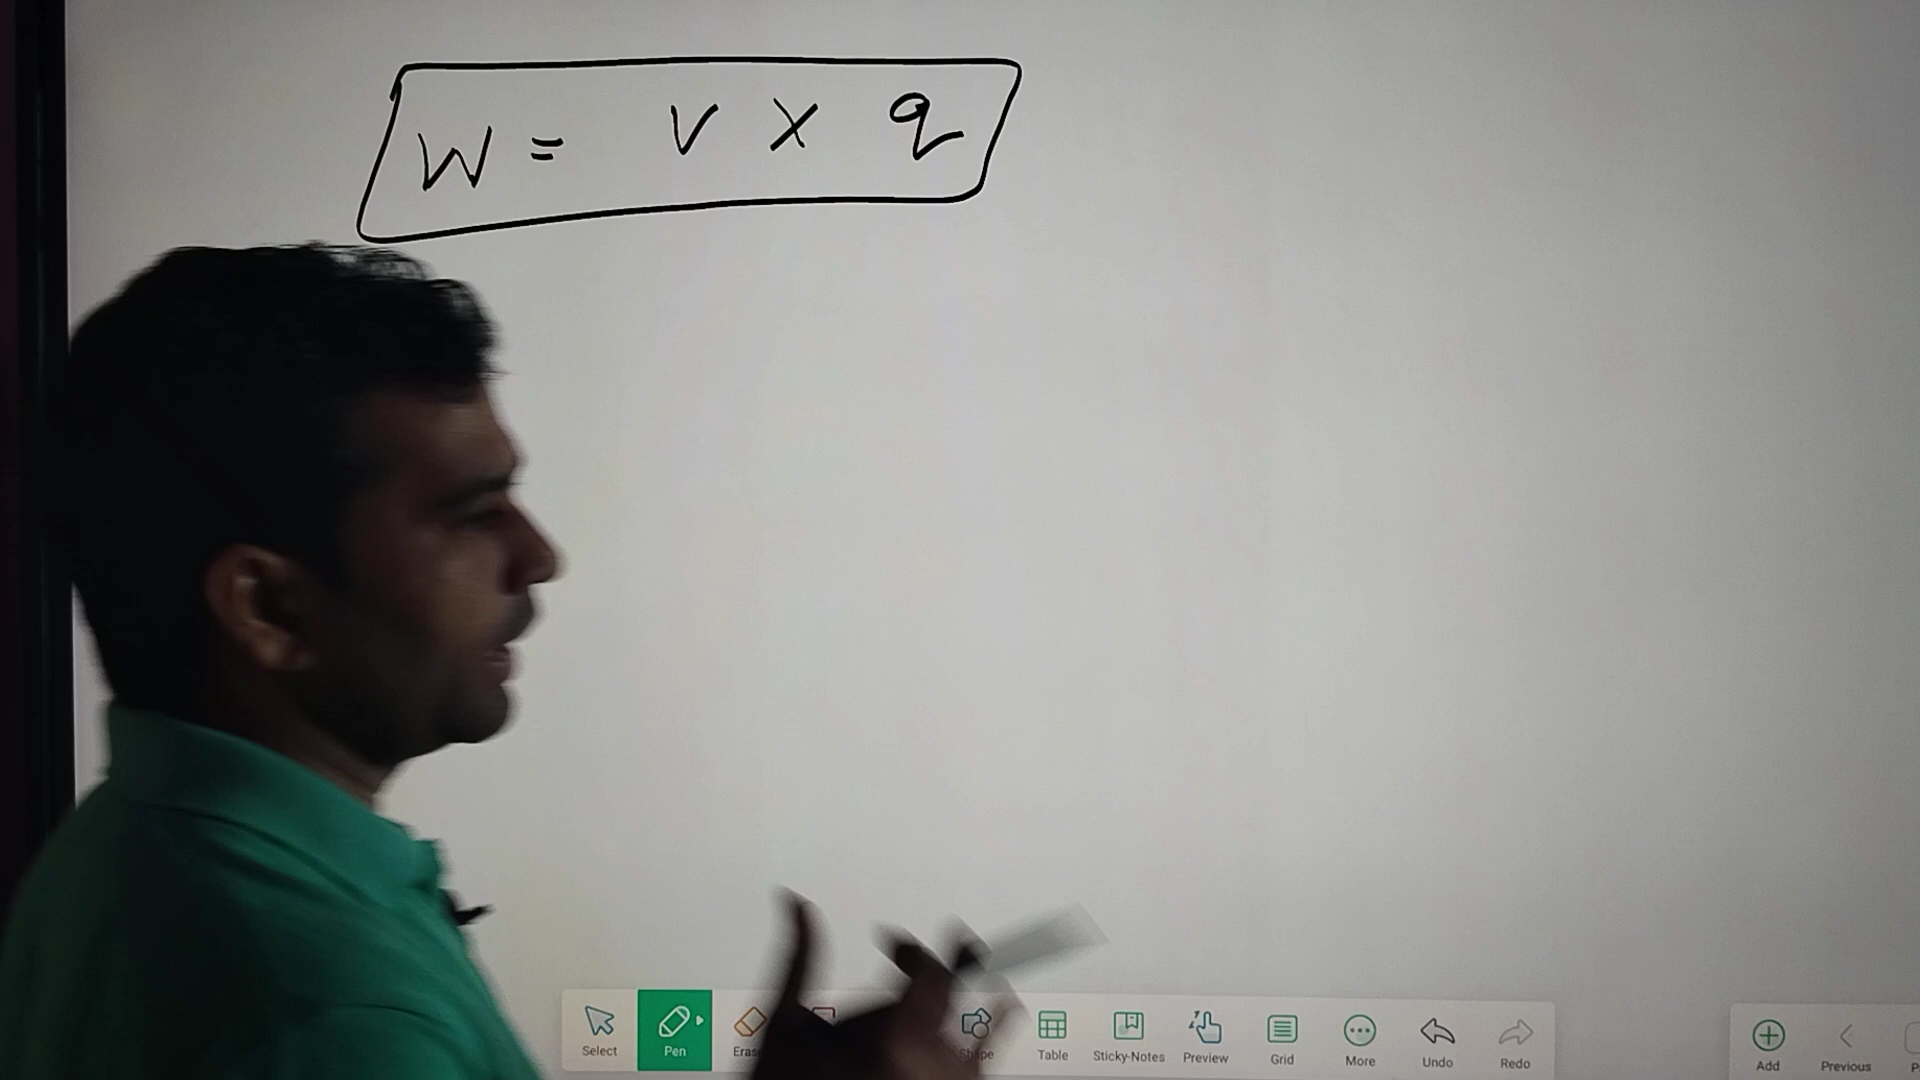 W = V x q
Select
Pen
Table
Sticky-Notes
Preview
Grid
More
Undo
Redo
Add
Previous